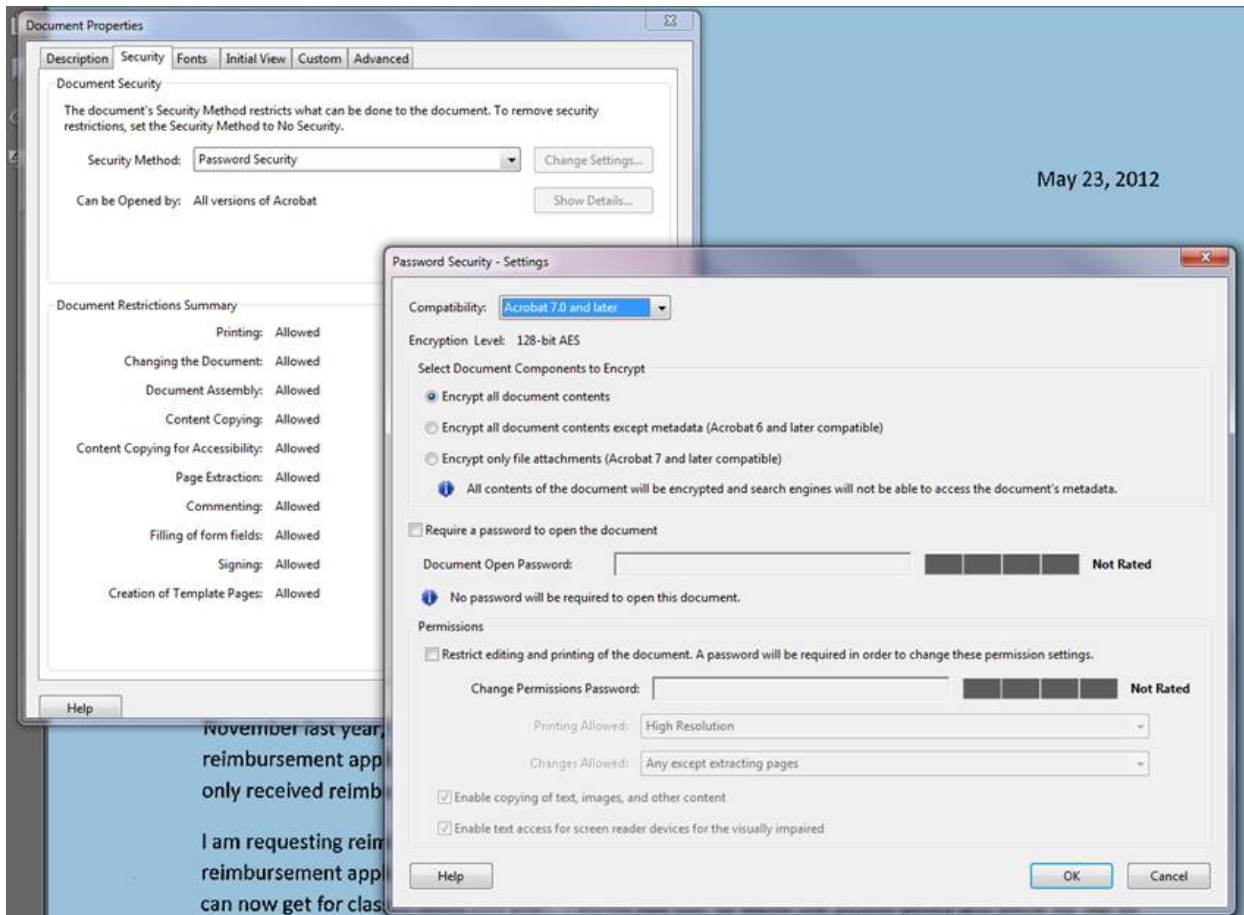 Document Properties
Description Security Fonts Initial View Custom Advanced
Document Security
The document's Security Method restricts what can be done to the document. To remove security
restrictions, set the Security Method to No Security.
Security Method: Password Security Change Settings...
Can be Opened by: All versions of Acrobat Show Details...
Document Restrictions Summary
Printing: Allowed
Changing the Document: Allowed
Document Assembly: Allowed
Content Copying: Allowed
Content Copying for Accessibility: Allowed
Page Extraction: Allowed
Commenting: Allowed
Filling of form fields: Allowed
Signing: Allowed
Creation of Template Pages: Allowed
Help
May 23, 2012
Password Security - Settings
Compatibility: Acrobat 7.0 and later
Encryption Level: 128-bit AES
Select Document Components to Encrypt
Encrypt all document contents
Encrypt all document contents except metadata (Acrobat 6 and later compatible)
Encrypt only file attachments (Acrobat 7 and later compatible)
All contents of the document will be encrypted and search engines will not be able to access the document's metadata.
Require a password to open the document
Document Open Password: Not Rated
No password will be required to open this document.
Permissions
Restrict editing and printing of the document. A password will be required in order to change these permission settings.
Change Permissions Password: Not Rated
Printing Allowed: High Resolution
Changes Allowed: Any except extracting pages
Enable copying of text, images, and other content
Enable text access for screen reader devices for the visually impaired
Help OK Cancel
November last year,
reimbursement app
only received reimb
I am requesting reim
reimbursement appl
can now get for clas